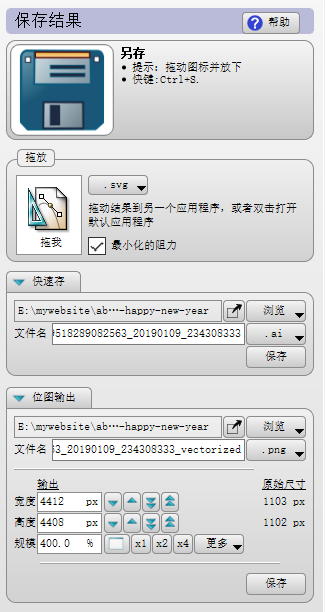 保存结果
帮助
另存
提示: 拖动图标并放下
快键:Ctrl+S.
拖放
.svg
拖动结果到另一个应用程序，或者双击打开
默认应用程序
拖我
最小化的阻力
快速存
E:\mywebsite\ab…-happy-new-year
浏览
文件名
518289082563_20190109_234308333
.ai
保存
位图输出
E:\mywebsite\ab…-happy-new-year
浏览
文件名
63_20190109_234308333_vectorized
.png
输出
原始尺寸
宽度 4412 px
1103 px
高度 4408 px
1102 px
规模 400.0 %
x1 x2 x4 更多
保存